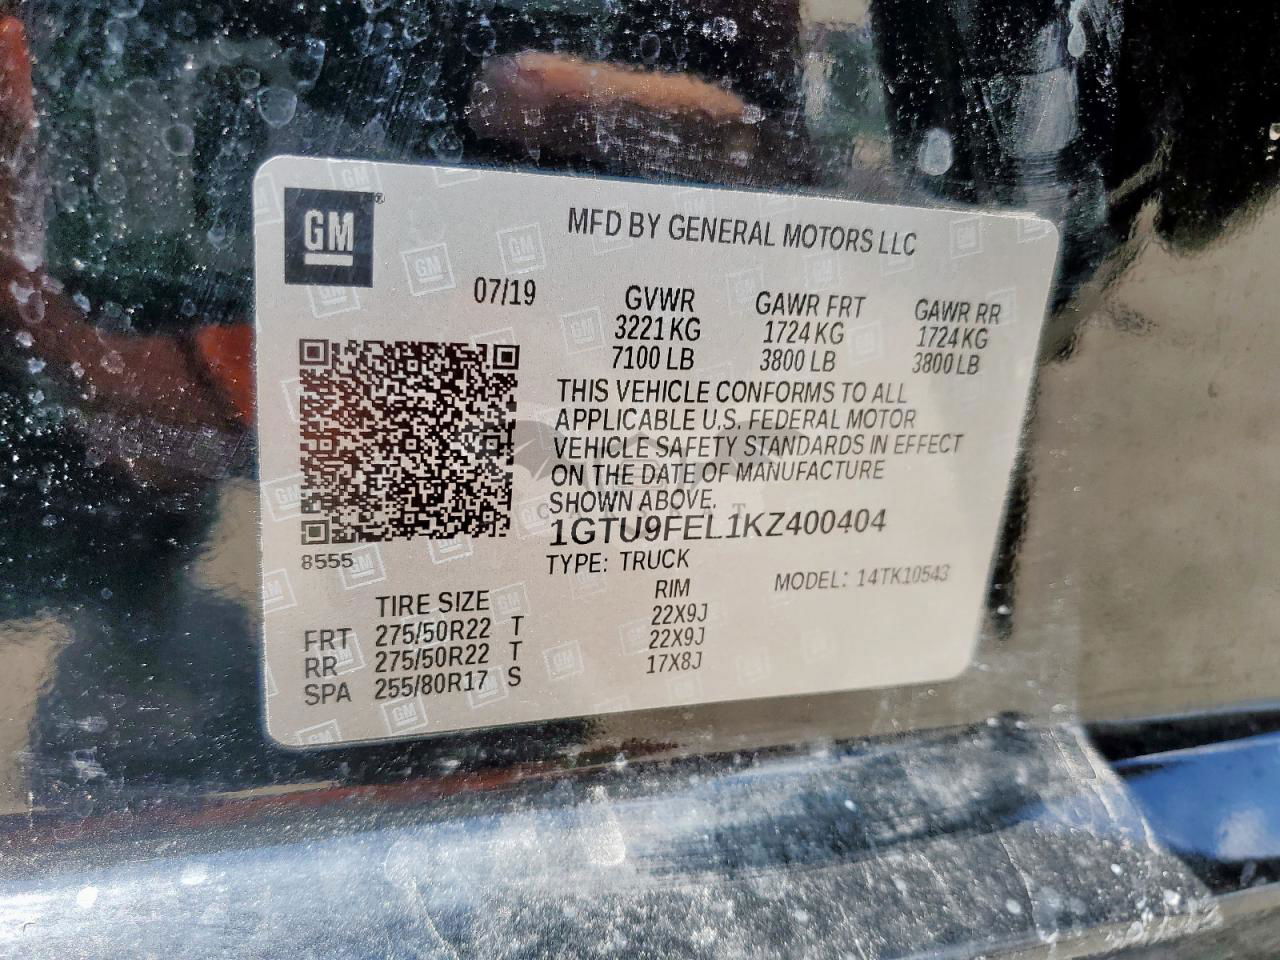 GM
MFD BY GENERAL MOTORS LLC
07/19
GVWR GAWR FRT GAWR RR
3221 KG 1724 KG 1724 KG
7100 LB 3800 LB 3800 LB
THIS VEHICLE CONFORMS TO ALL
APPLICABLE U.S. FEDERAL MOTOR
VEHICLE SAFETY STANDARDS IN EFFECT
ON THE DATE OF MANUFACTURE
SHOWN ABOVE.
1GTU9FEL1KZ400404
8555
TYPE: TRUCK
MODEL: 14TK10543
TIRE SIZE RIM
FRT 275/50R22 T 22X9J
RR 275/50R22 T 22X9J
SPA 255/80R17 S 17X8J